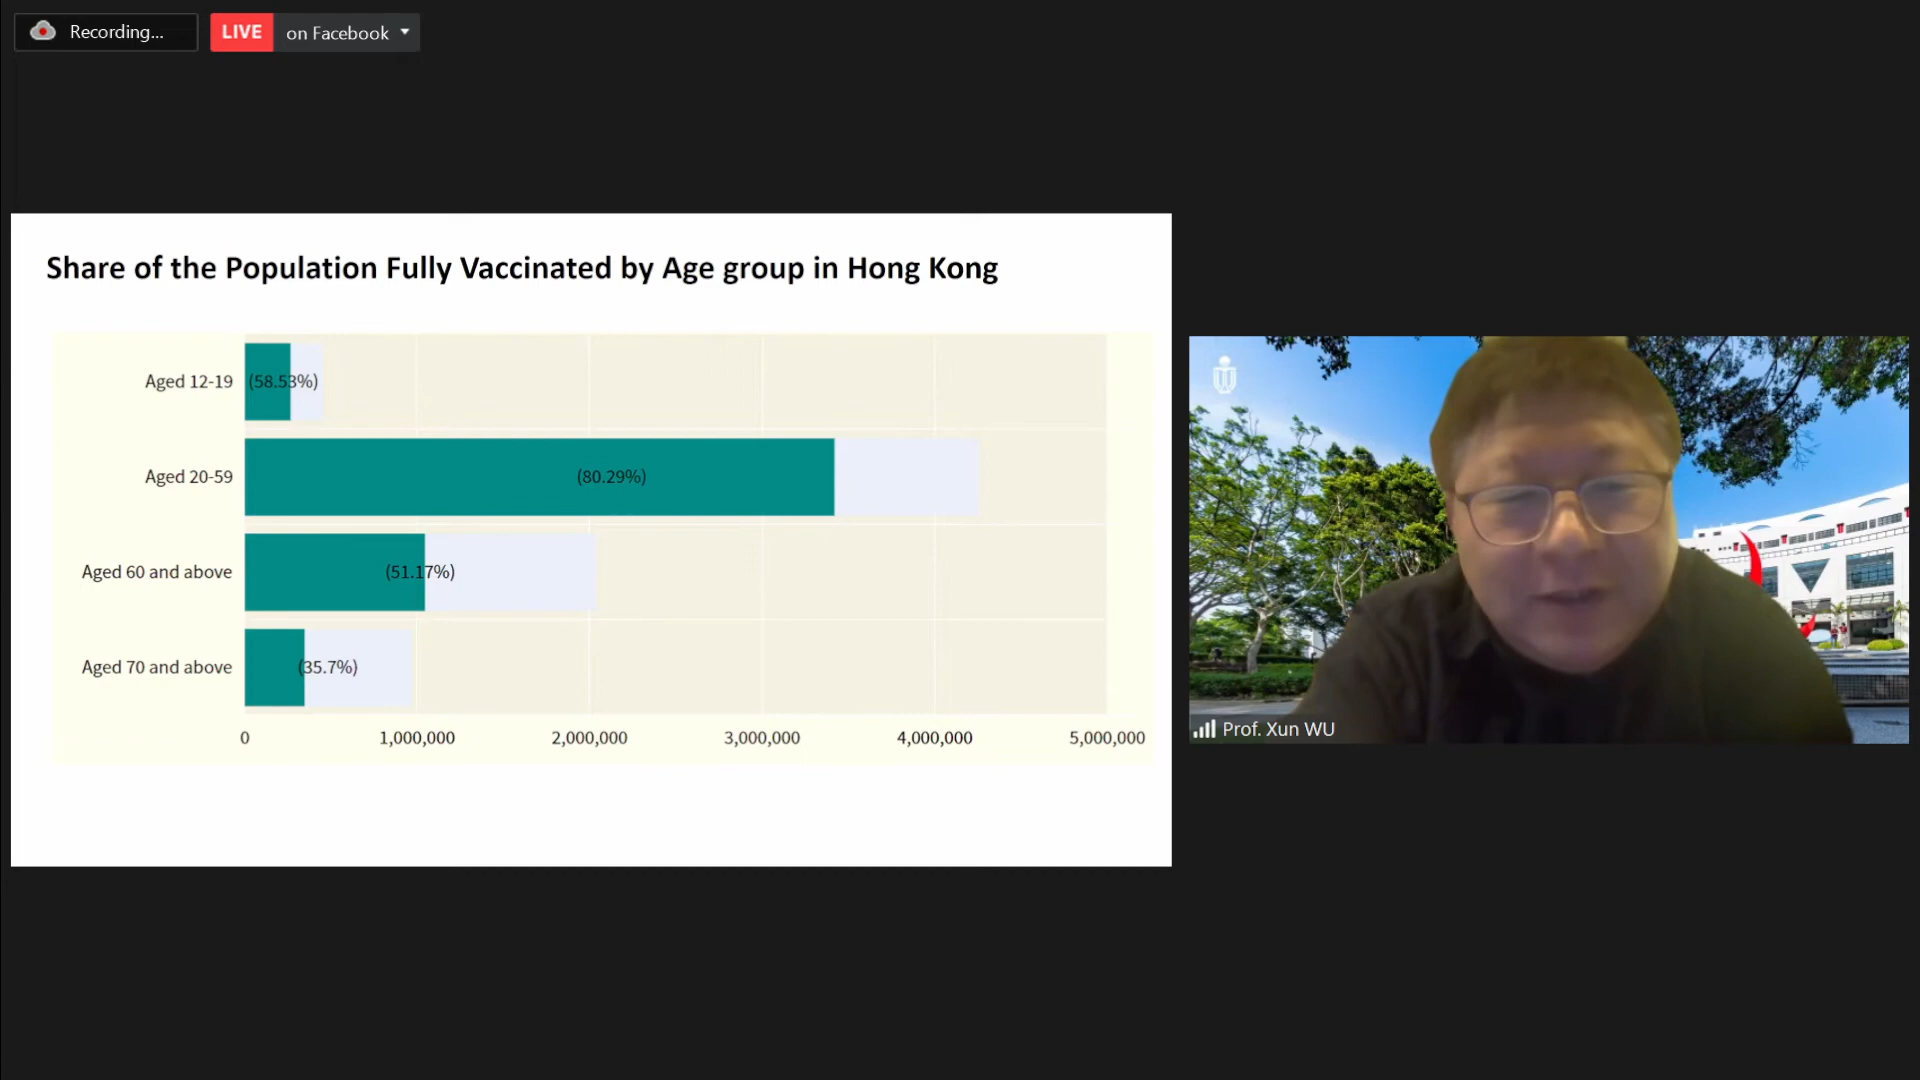 Recording...
LIVE on Facebook
Share of the Population Fully Vaccinated by Age group in Hong Kong
Aged 12-19 (58.53%)
Aged 20-59 (80.29%)
Aged 60 and above (51.17%)
Aged 70 and above (35.7%)
0 1,000,000 2,000,000 3,000,000 4,000,000 5,000,000
Prof. Xun WU